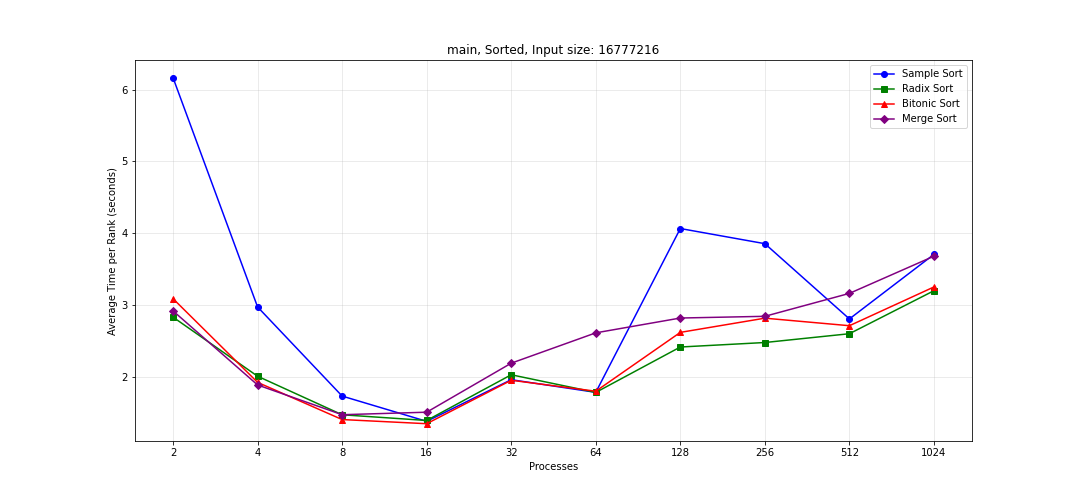 main, Sorted, Input size: 16777216
Sample Sort
Radix Sort
Bitonic Sort
Merge Sort
Average Time per Rank (seconds)
6
5
4
3
2
2 4 8 16 32 64 128 256 512 1024
Processes